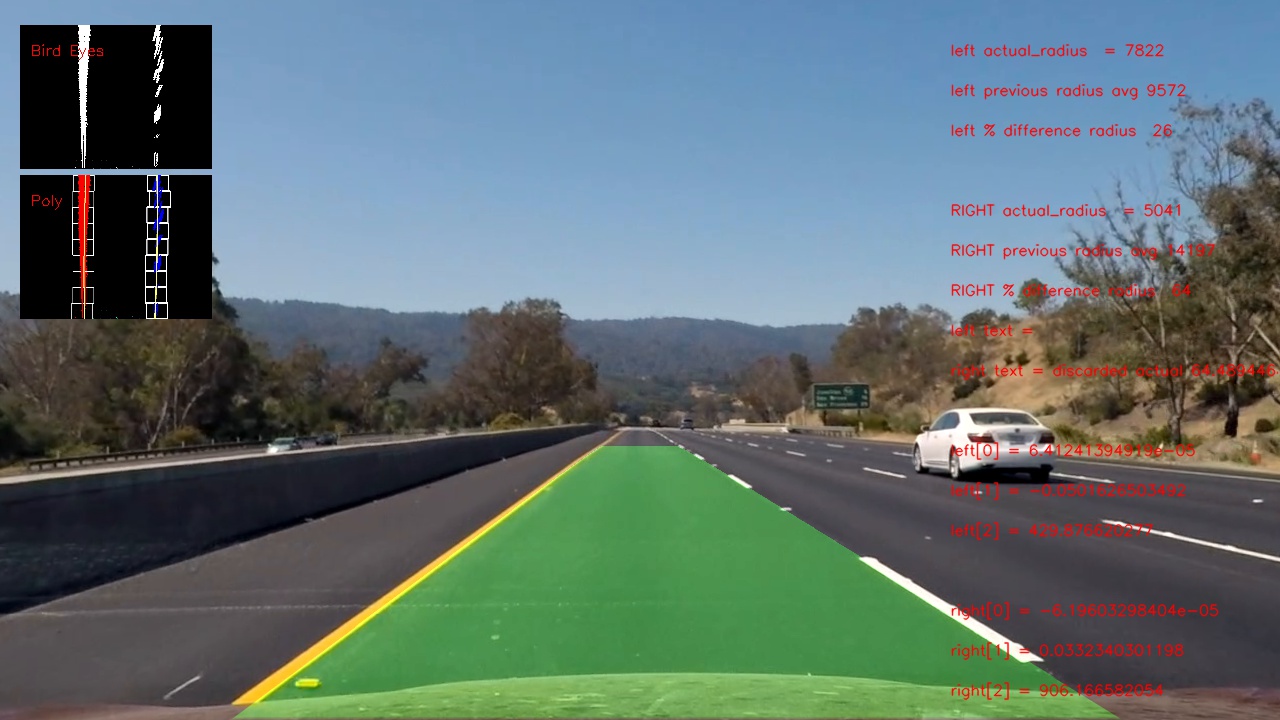 Bird Eyes
Poly
left actual_radius = 7822
left previous radius avg 9572
left % difference radius 26
RIGHT actual_radius = 5041
RIGHT previous radius avg 14197
RIGHT % difference radius 64
left text =
right text = discarded actual 64.489446
left[0] = 6.41241394919e-05
left[1] = -0.0501626503492
left[2] = 429.876620277
right[0] = -6.19603298404e-05
right[1] = 0.0332340301198
right[2] = 906.166582054